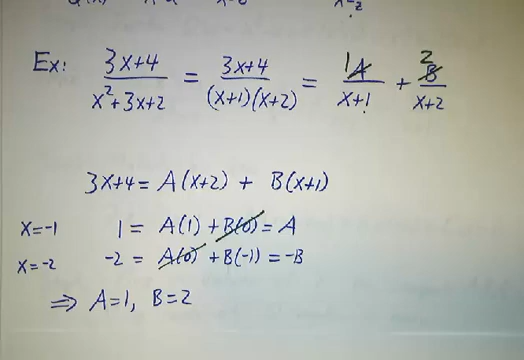 Ex: (3x+4)/(x²+3x+2) = (3x+4)/((x+1)(x+2)) = 1A/(x+1) + 2B/(x+2)
3x+4 = A(x+2) + B(x+1)
x=-1 1 = A(1) + B(0) = A
x=-2 -2 = A(0) + B(-1) = -B
⇒ A=1, B=2